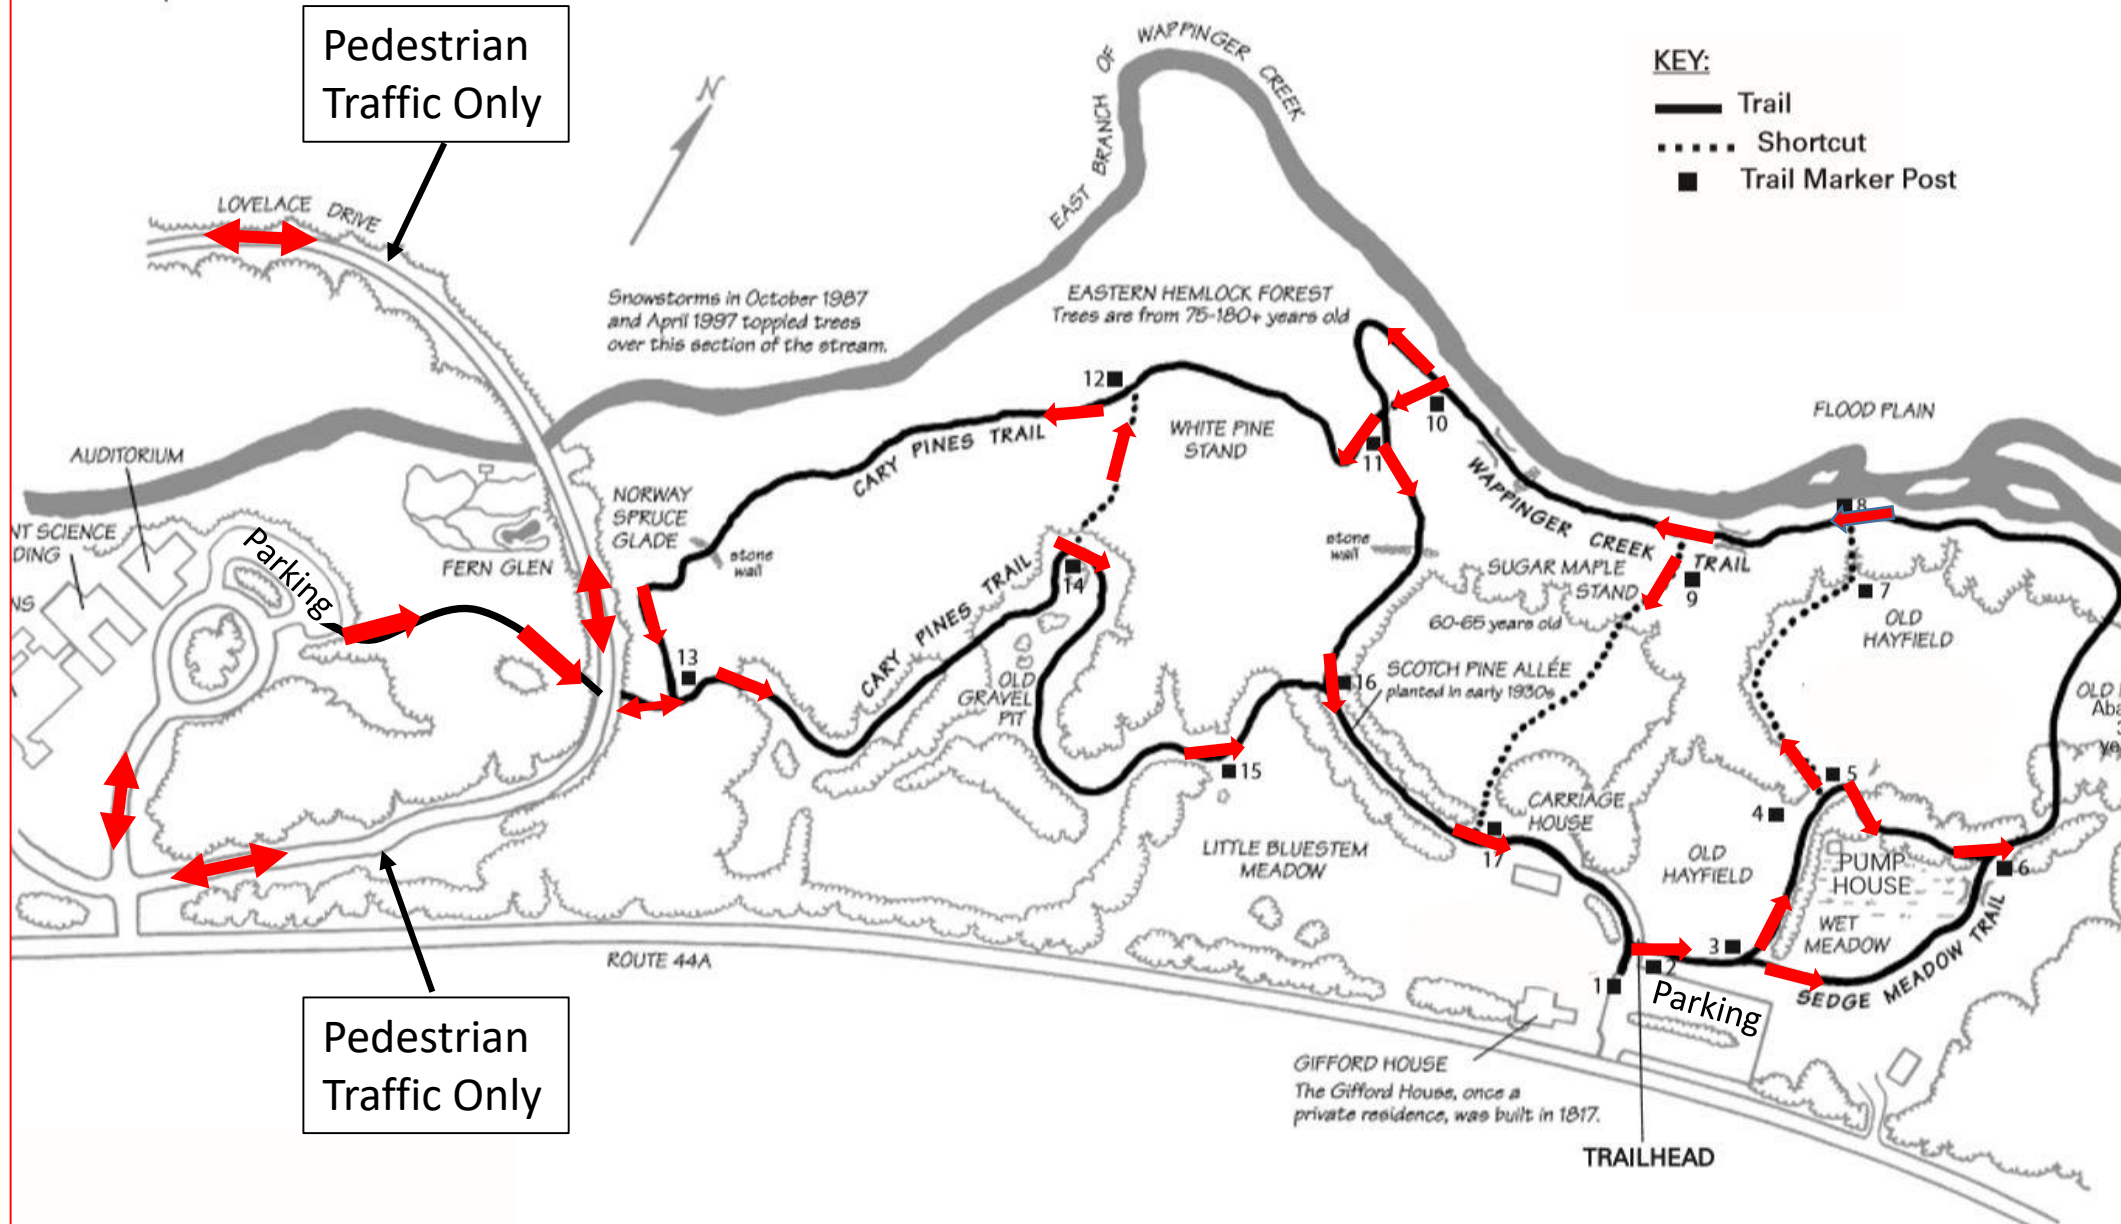 Pedestrian
Traffic Only
LOVELACE DRIVE
N
EAST BRANCH OF WAPPINGER CREEK
KEY:
Trail
Shortcut
Trail Marker Post
Snowstorms in October 1987
and April 1997 toppled trees
over this section of the stream.
EASTERN HEMLOCK FOREST
Trees are from 75-180+ years old
12
10
11
WHITE PINE
STAND
FLOOD PLAIN
AUDITORIUM
CARY PINES TRAIL
WAPPINGER CREEK TRAIL
8
NORWAY
SPRUCE
GLADE
NT SCIENCE
DING
NS
Parking
FERN GLEN
stone
wall
stone
wall
SUGAR MAPLE
STAND
60-65 years old
9
7
OLD
HAYFIELD
14
CARY PINES TRAIL
13
OLD
GRAVEL
PIT
16
SCOTCH PINE ALLÉE
planted in early 1930s
OLD
Aba
ye
15
5
4
CARRIAGE
HOUSE
17
LITTLE BLUESTEM
MEADOW
OLD
HAYFIELD
PUMP
HOUSE
6
WET
MEADOW
3
2
1
SEDGE MEADOW TRAIL
Parking
ROUTE 44A
Pedestrian
Traffic Only
GIFFORD HOUSE
The Gifford House, once a
private residence, was built in 1817.
TRAILHEAD